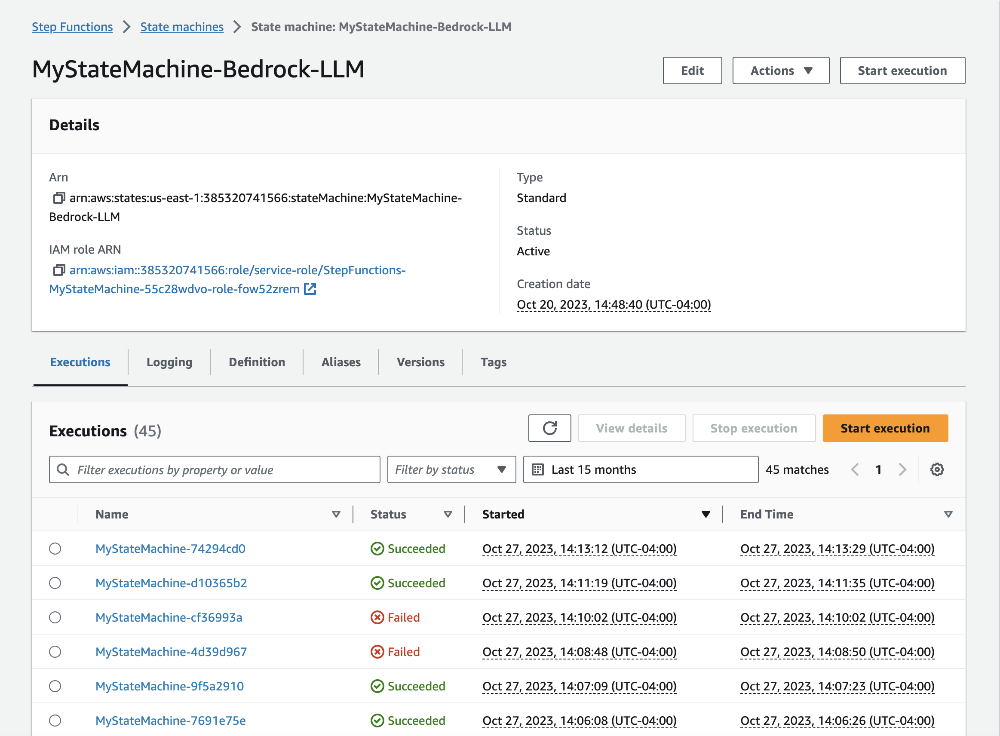 Step Functions > State machines > State machine: MyStateMachine-Bedrock-LLM
MyStateMachine-Bedrock-LLM
Edit
Actions
Start execution
Details
Arn
arn:aws:states:us-east-1:385320741566:stateMachine:MyStateMachine-
Bedrock-LLM
IAM role ARN
arn:aws:iam::385320741566:role/service-role/StepFunctions-
MyStateMachine-55c28wdvo-role-fow52zrem
Type
Standard
Status
Active
Creation date
Oct 20, 2023, 14:48:40 (UTC-04:00)
Executions Logging Definition Aliases Versions Tags
Executions (45)
View details
Stop execution
Start execution
Filter executions by property or value
Filter by status
Last 15 months
45 matches
1
Name Status Started End Time
MyStateMachine-74294cd0 Succeeded Oct 27, 2023, 14:13:12 (UTC-04:00) Oct 27, 2023, 14:13:29 (UTC-04:00)
MyStateMachine-d10365b2 Succeeded Oct 27, 2023, 14:11:19 (UTC-04:00) Oct 27, 2023, 14:11:35 (UTC-04:00)
MyStateMachine-cf36993a Failed Oct 27, 2023, 14:10:02 (UTC-04:00) Oct 27, 2023, 14:10:02 (UTC-04:00)
MyStateMachine-4d39d967 Failed Oct 27, 2023, 14:08:48 (UTC-04:00) Oct 27, 2023, 14:08:50 (UTC-04:00)
MyStateMachine-9f5a2910 Succeeded Oct 27, 2023, 14:07:09 (UTC-04:00) Oct 27, 2023, 14:07:23 (UTC-04:00)
MyStateMachine-7691e75e Succeeded Oct 27, 2023, 14:06:08 (UTC-04:00) Oct 27, 2023, 14:06:26 (UTC-04:00)